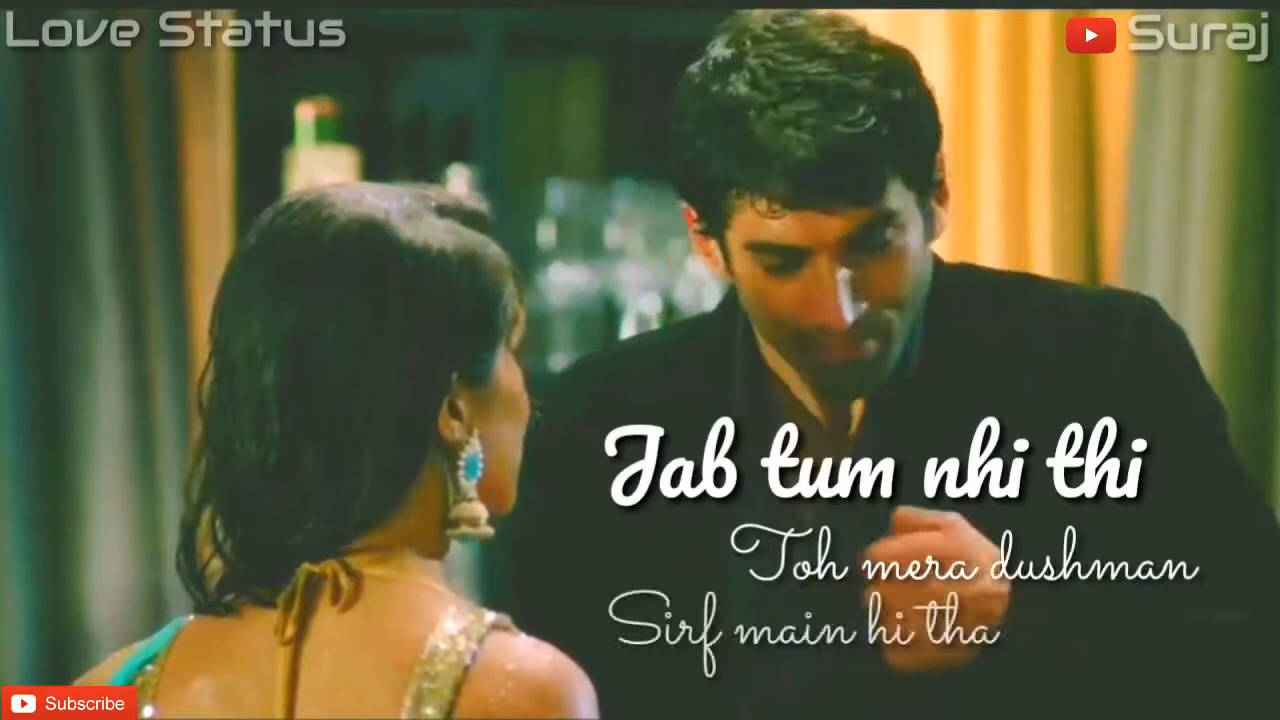 Love Status
Suraj
Jab tum nhi thi
Toh mera dushman
Sirf main hi tha
Subscribe